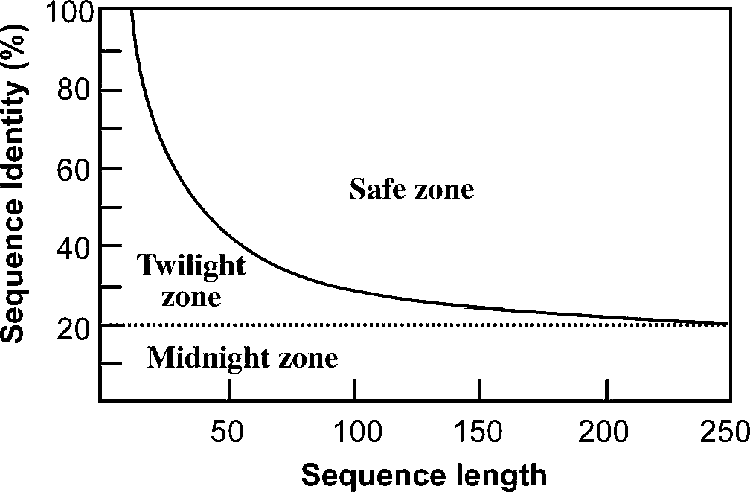 100
80
60
40
20
Sequence Identity (%)
Safe zone
Twilight
zone
Midnight zone
50
100
150
200
250
Sequence length